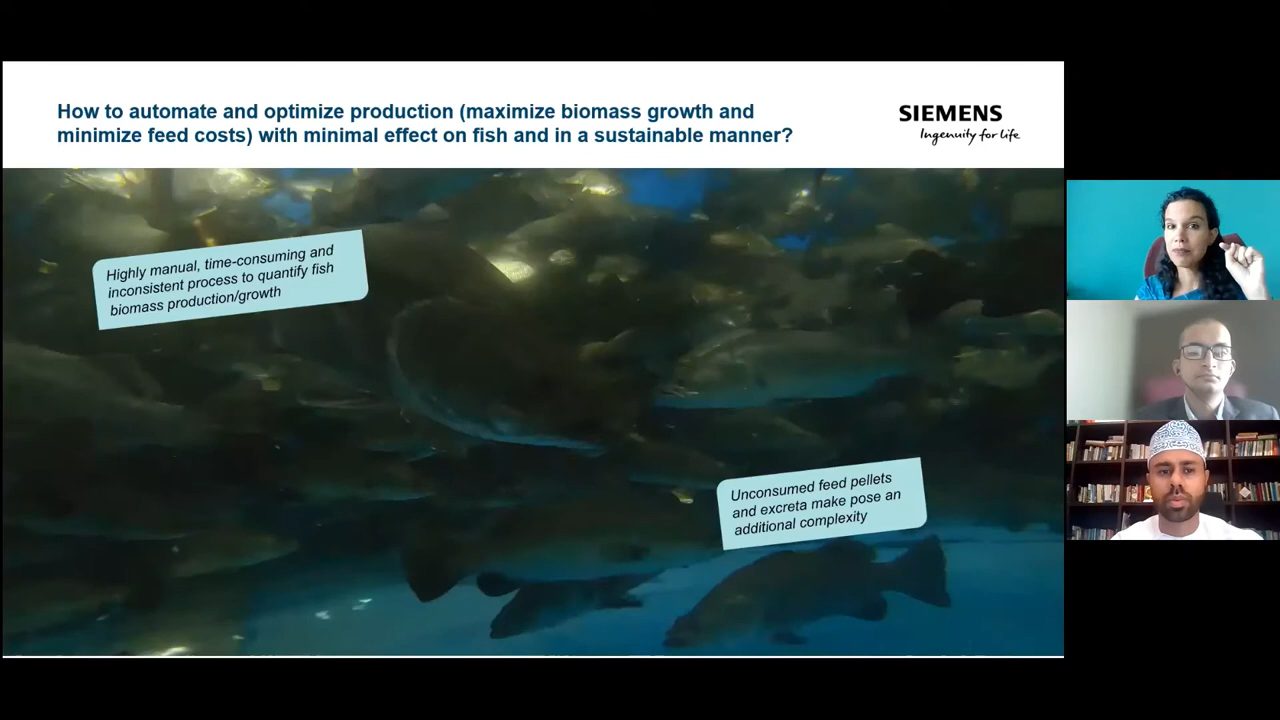 How to automate and optimize production (maximize biomass growth and
minimize feed costs) with minimal effect on fish and in a sustainable manner?
SIEMENS
Ingenuity for life
Highly manual, time-consuming and
inconsistent process to quantify fish
biomass production/growth
Unconsumed feed pellets
and excreta make pose an
additional complexity